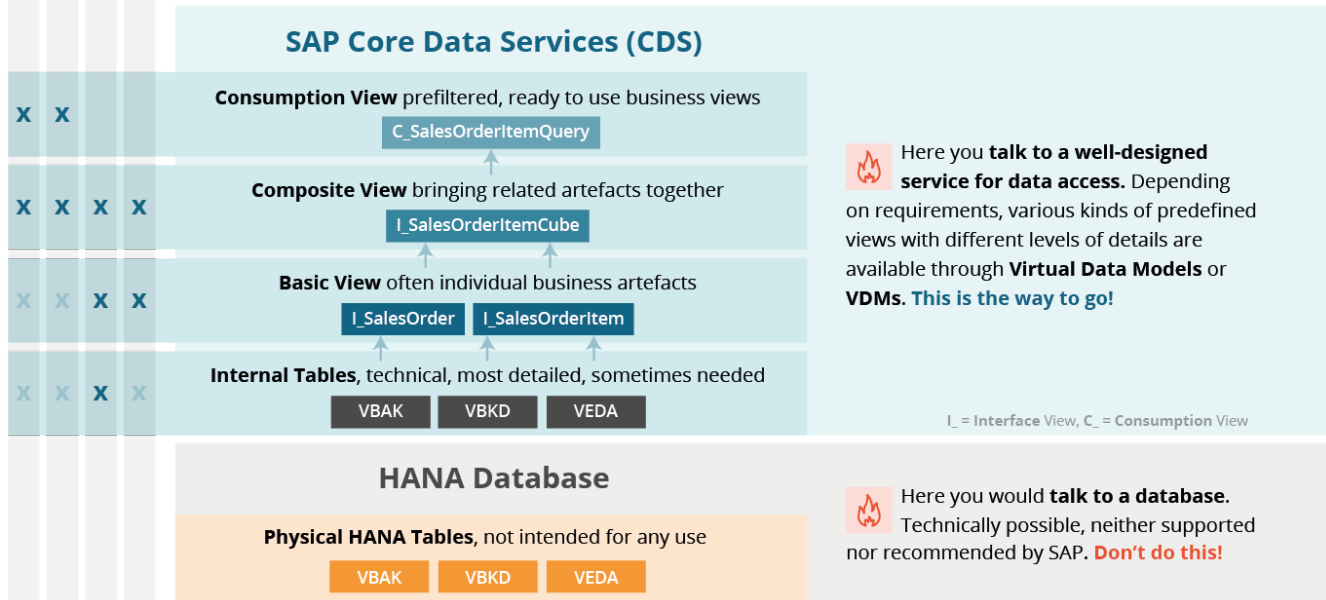 SAP Core Data Services (CDS)
X X
Consumption View prefiltered, ready to use business views
C_SalesOrderItemQuery
X X X X
Composite View bringing related artefacts together
I_SalesOrderItemCube
X X X X
Basic View often individual business artefacts
I_SalesOrder I_SalesOrderItem
X X X X
Internal Tables, technical, most detailed, sometimes needed
VBAK VBKD VEDA
Here you talk to a well-designed
service for data access. Depending
on requirements, various kinds of predefined
views with different levels of details are
available through Virtual Data Models or
VDMs. This is the way to go!
I_ = Interface View, C_ = Consumption View
HANA Database
Physical HANA Tables, not intended for any use
VBAK VBKD VEDA
Here you would talk to a database.
Technically possible, neither supported
nor recommended by SAP. Don’t do this!